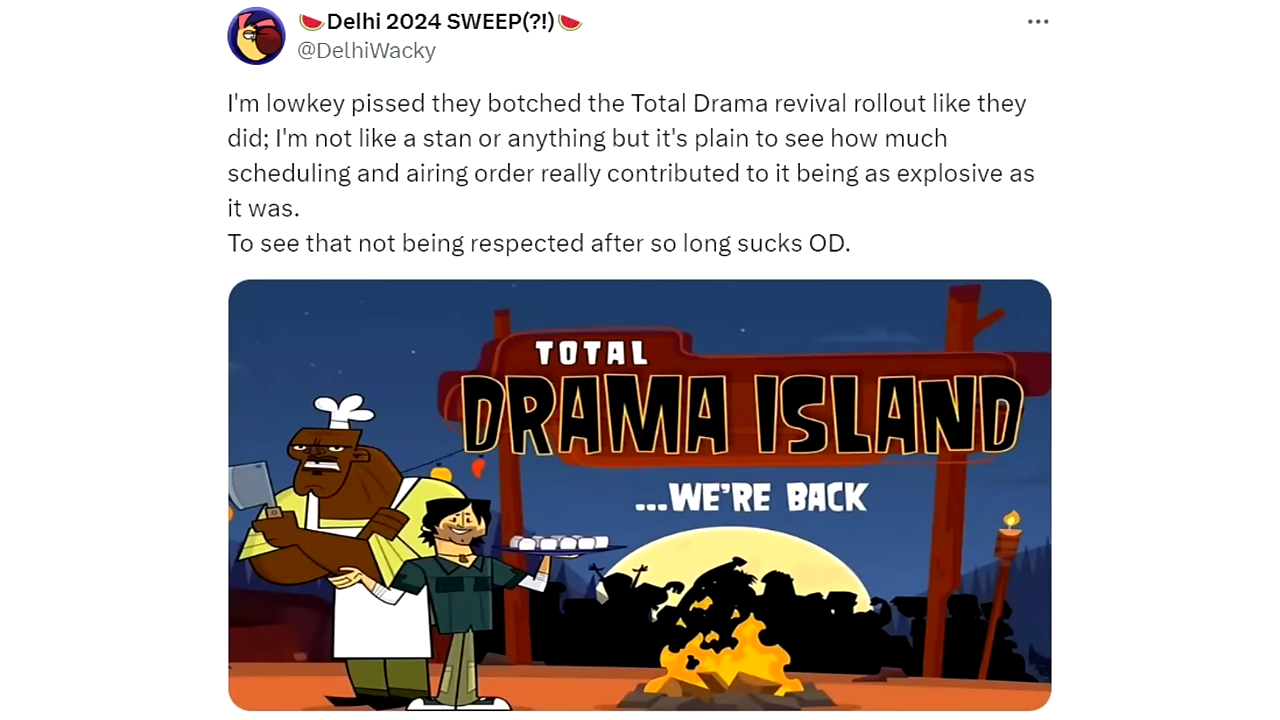 🍉Delhi 2024 SWEEP(?!)🍉
@DelhiWacky
I'm lowkey pissed they botched the Total Drama revival rollout like they
did; I'm not like a stan or anything but it's plain to see how much
scheduling and airing order really contributed to it being as explosive as
it was.
To see that not being respected after so long sucks OD.
TOTAL
DRAMA ISLAND
...WE'RE BACK